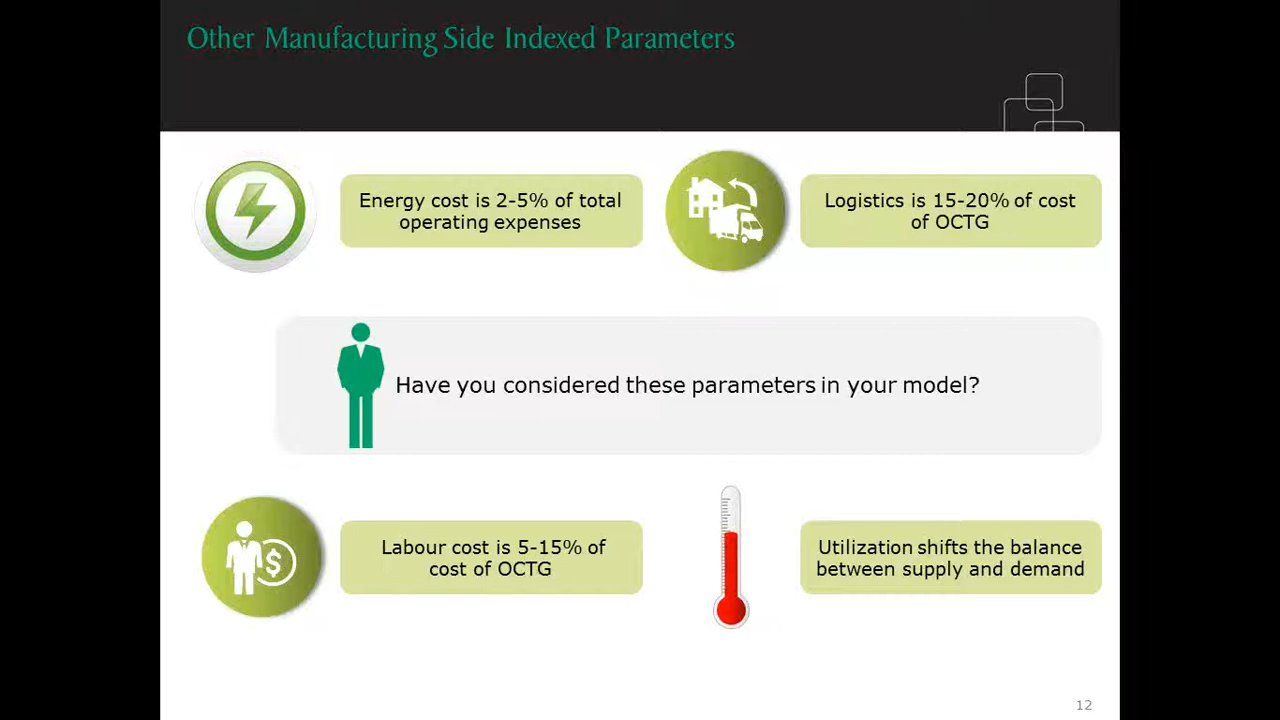 Other Manufacturing Side Indexed Parameters
Energy cost is 2-5% of total
operating expenses
Logistics is 15-20% of cost
of OCTG
Have you considered these parameters in your model?
$
Labour cost is 5-15% of
cost of OCTG
Utilization shifts the balance
between supply and demand
12